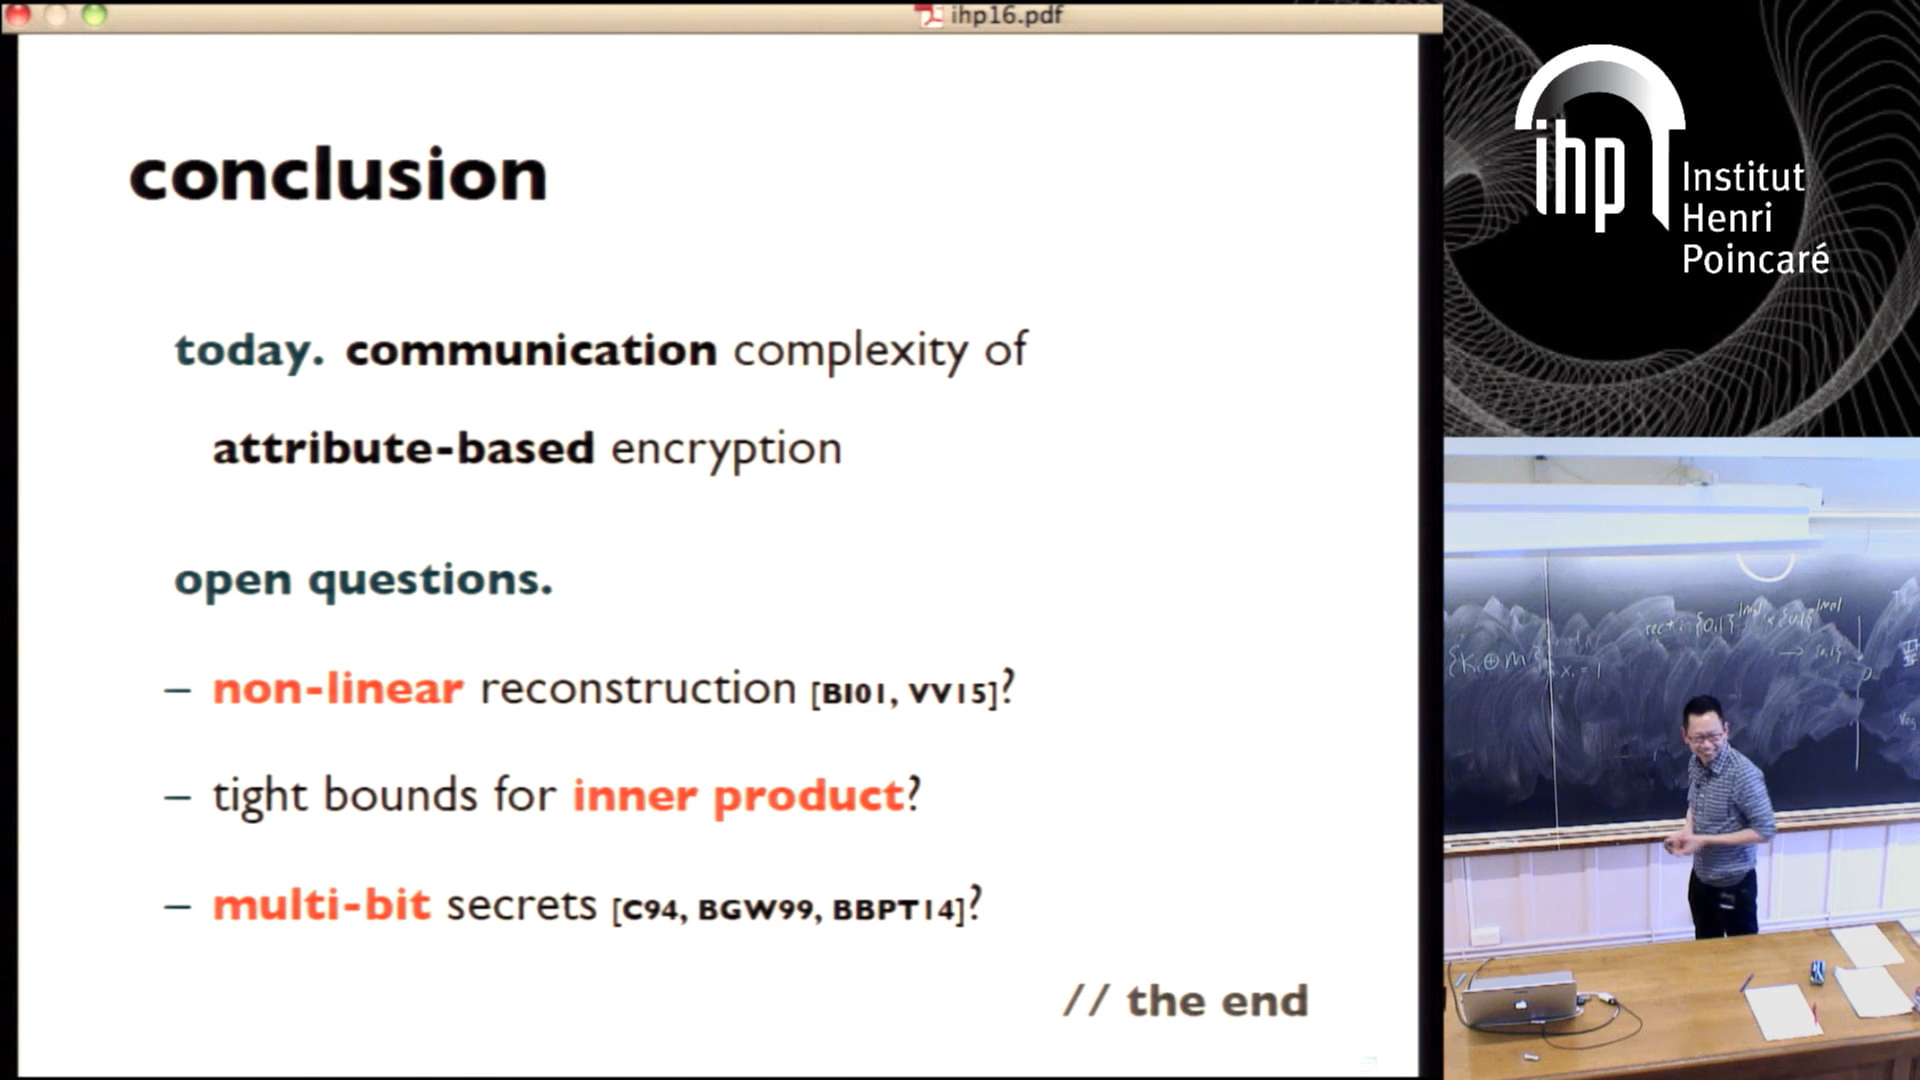 ihp16.pdf
conclusion
today. communication complexity of
attribute-based encryption
open questions.
– non-linear reconstruction [BI01, VV15]?
– tight bounds for inner product?
– multi-bit secrets [C94, BGW99, BBPT14]?
// the end
ihp
Institut
Henri
Poincaré